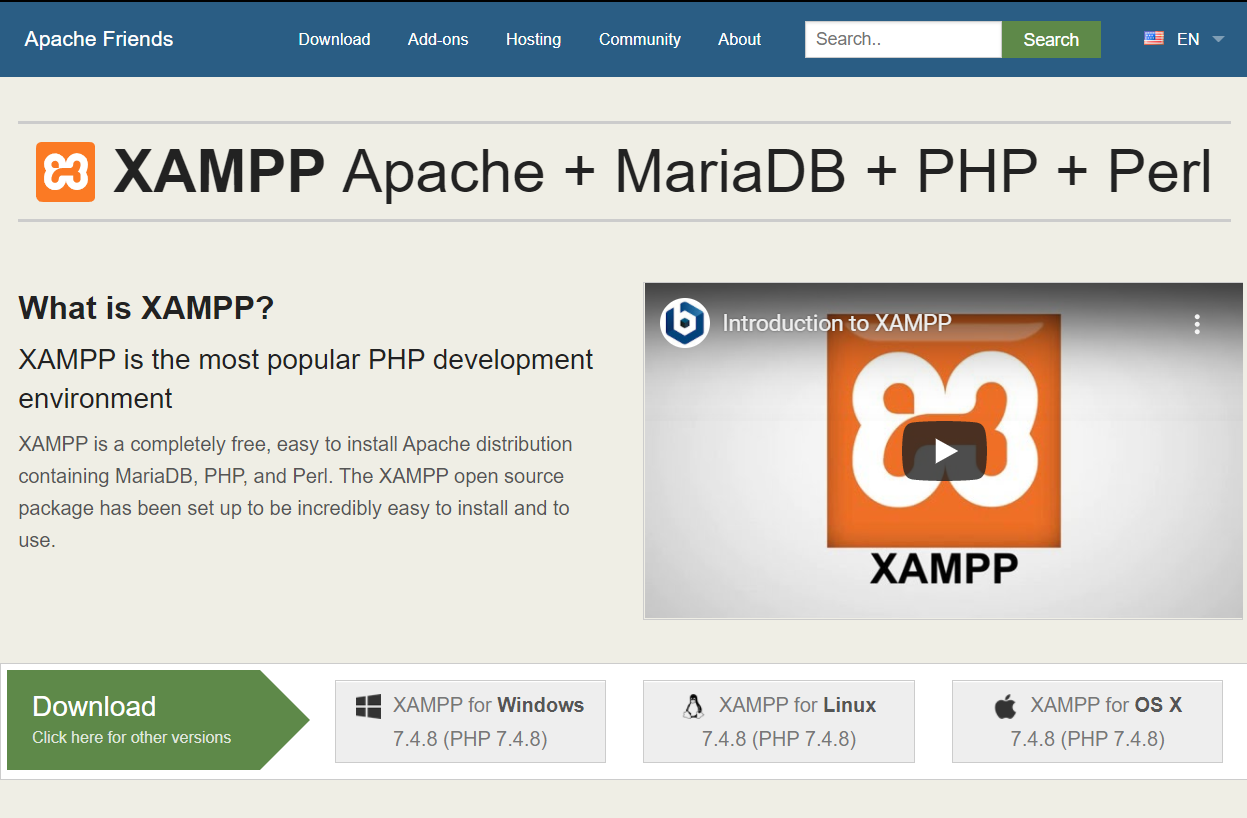 Apache Friends
Download
Add-ons
Hosting
Community
About
Search..
Search
EN
XAMPP Apache + MariaDB + PHP + Perl
What is XAMPP?
XAMPP is the most popular PHP development
environment
XAMPP is a completely free, easy to install Apache distribution
containing MariaDB, PHP, and Perl. The XAMPP open source
package has been set up to be incredibly easy to install and to
use.
Introduction to XAMPP
XAMPP
Download
Click here for other versions
XAMPP for Windows
7.4.8 (PHP 7.4.8)
XAMPP for Linux
7.4.8 (PHP 7.4.8)
XAMPP for OS X
7.4.8 (PHP 7.4.8)